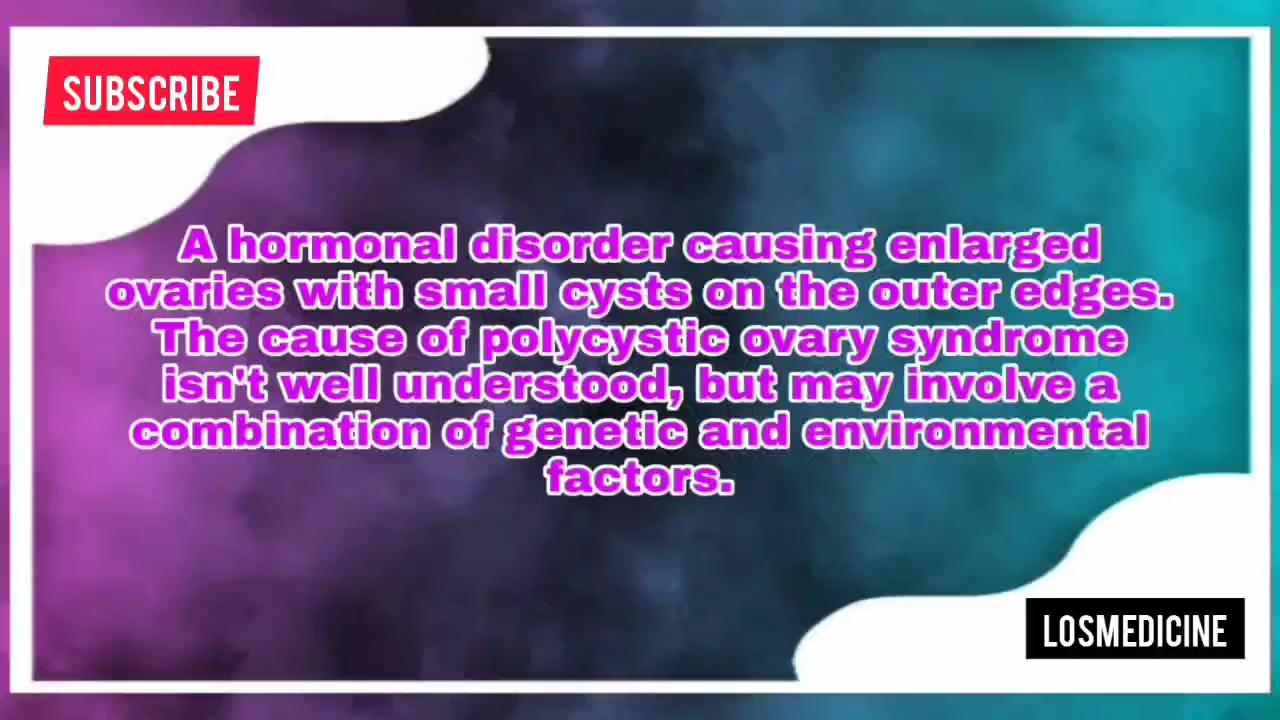 SUBSCRIBE
A hormonal disorder causing enlarged
ovaries with small cysts on the outer edges.
The cause of polycystic ovary syndrome
isn't well understood, but may involve a
combination of genetic and environmental
factors.
LOSMEDICINE